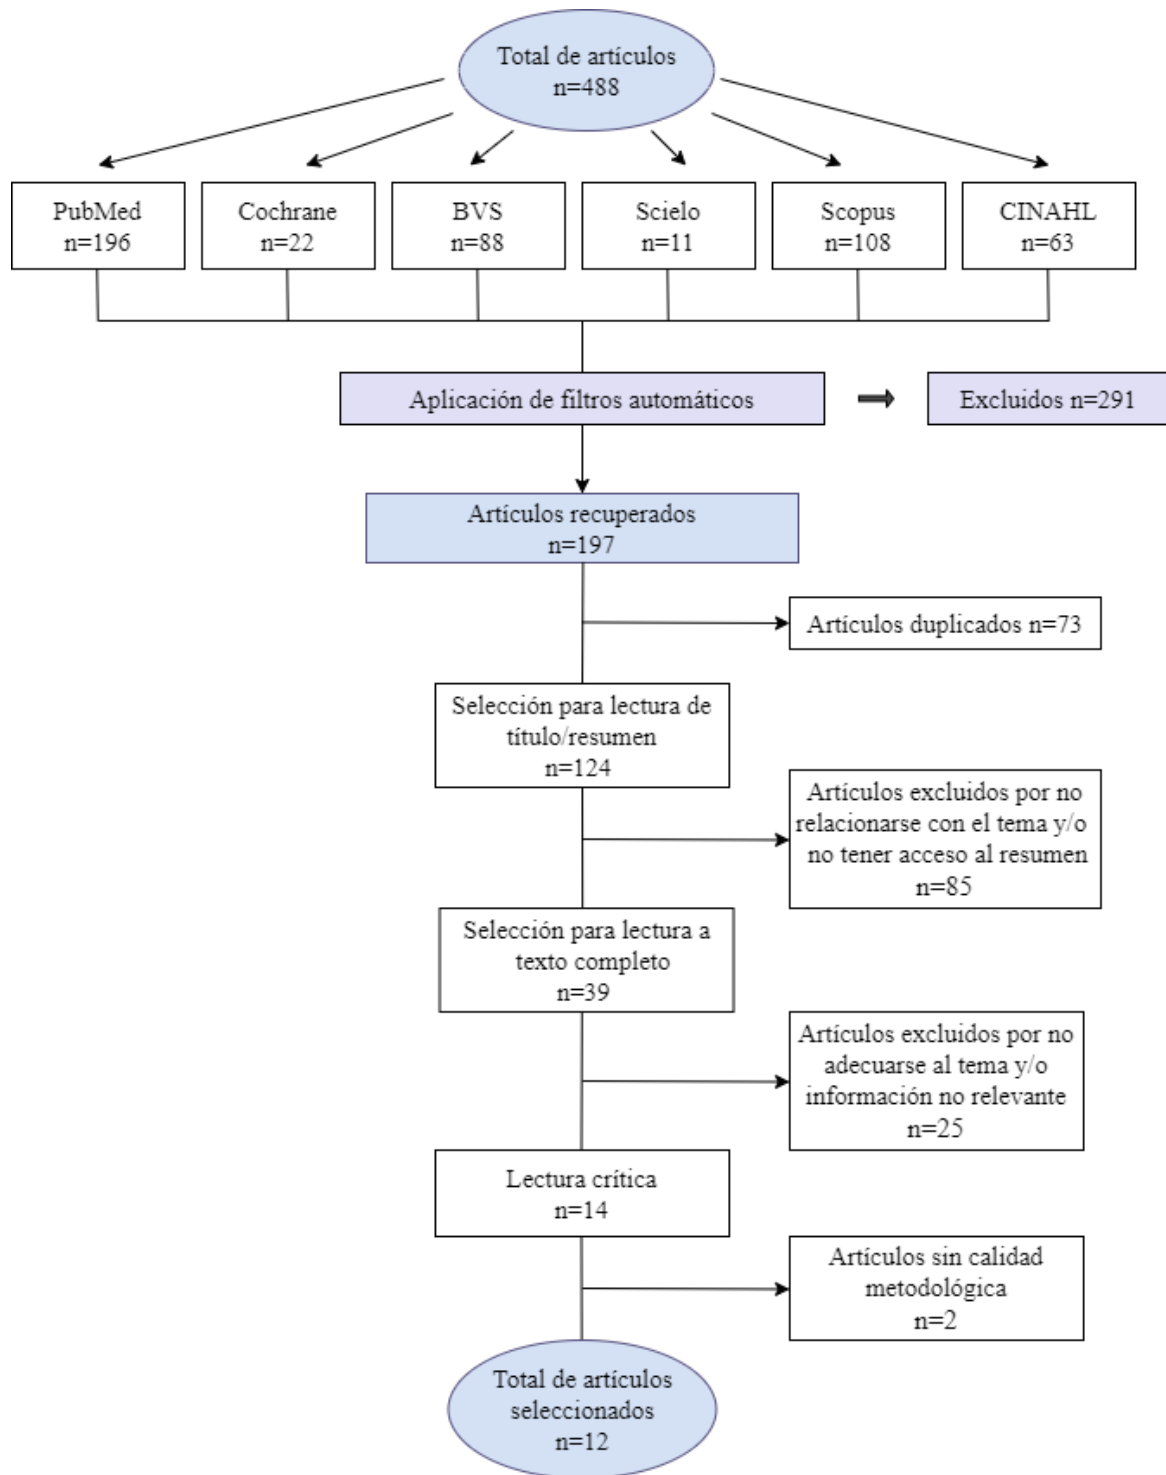 Total de artículos
n=488
PubMed
n=196
Cochrane
n=22
BVS
n=88
Scielo
n=11
Scopus
n=108
CINAHL
n=63
Aplicación de filtros automáticos
Excluidos n=291
Artículos recuperados
n=197
Artículos duplicados n=73
Selección para lectura de
título/resumen
n=124
Artículos excluidos por no
relacionarse con el tema y/o
no tener acceso al resumen
n=85
Selección para lectura a
texto completo
n=39
Artículos excluidos por no
adecuarse al tema y/o
información no relevante
n=25
Lectura crítica
n=14
Artículos sin calidad
metodológica
n=2
Total de artículos
seleccionados
n=12